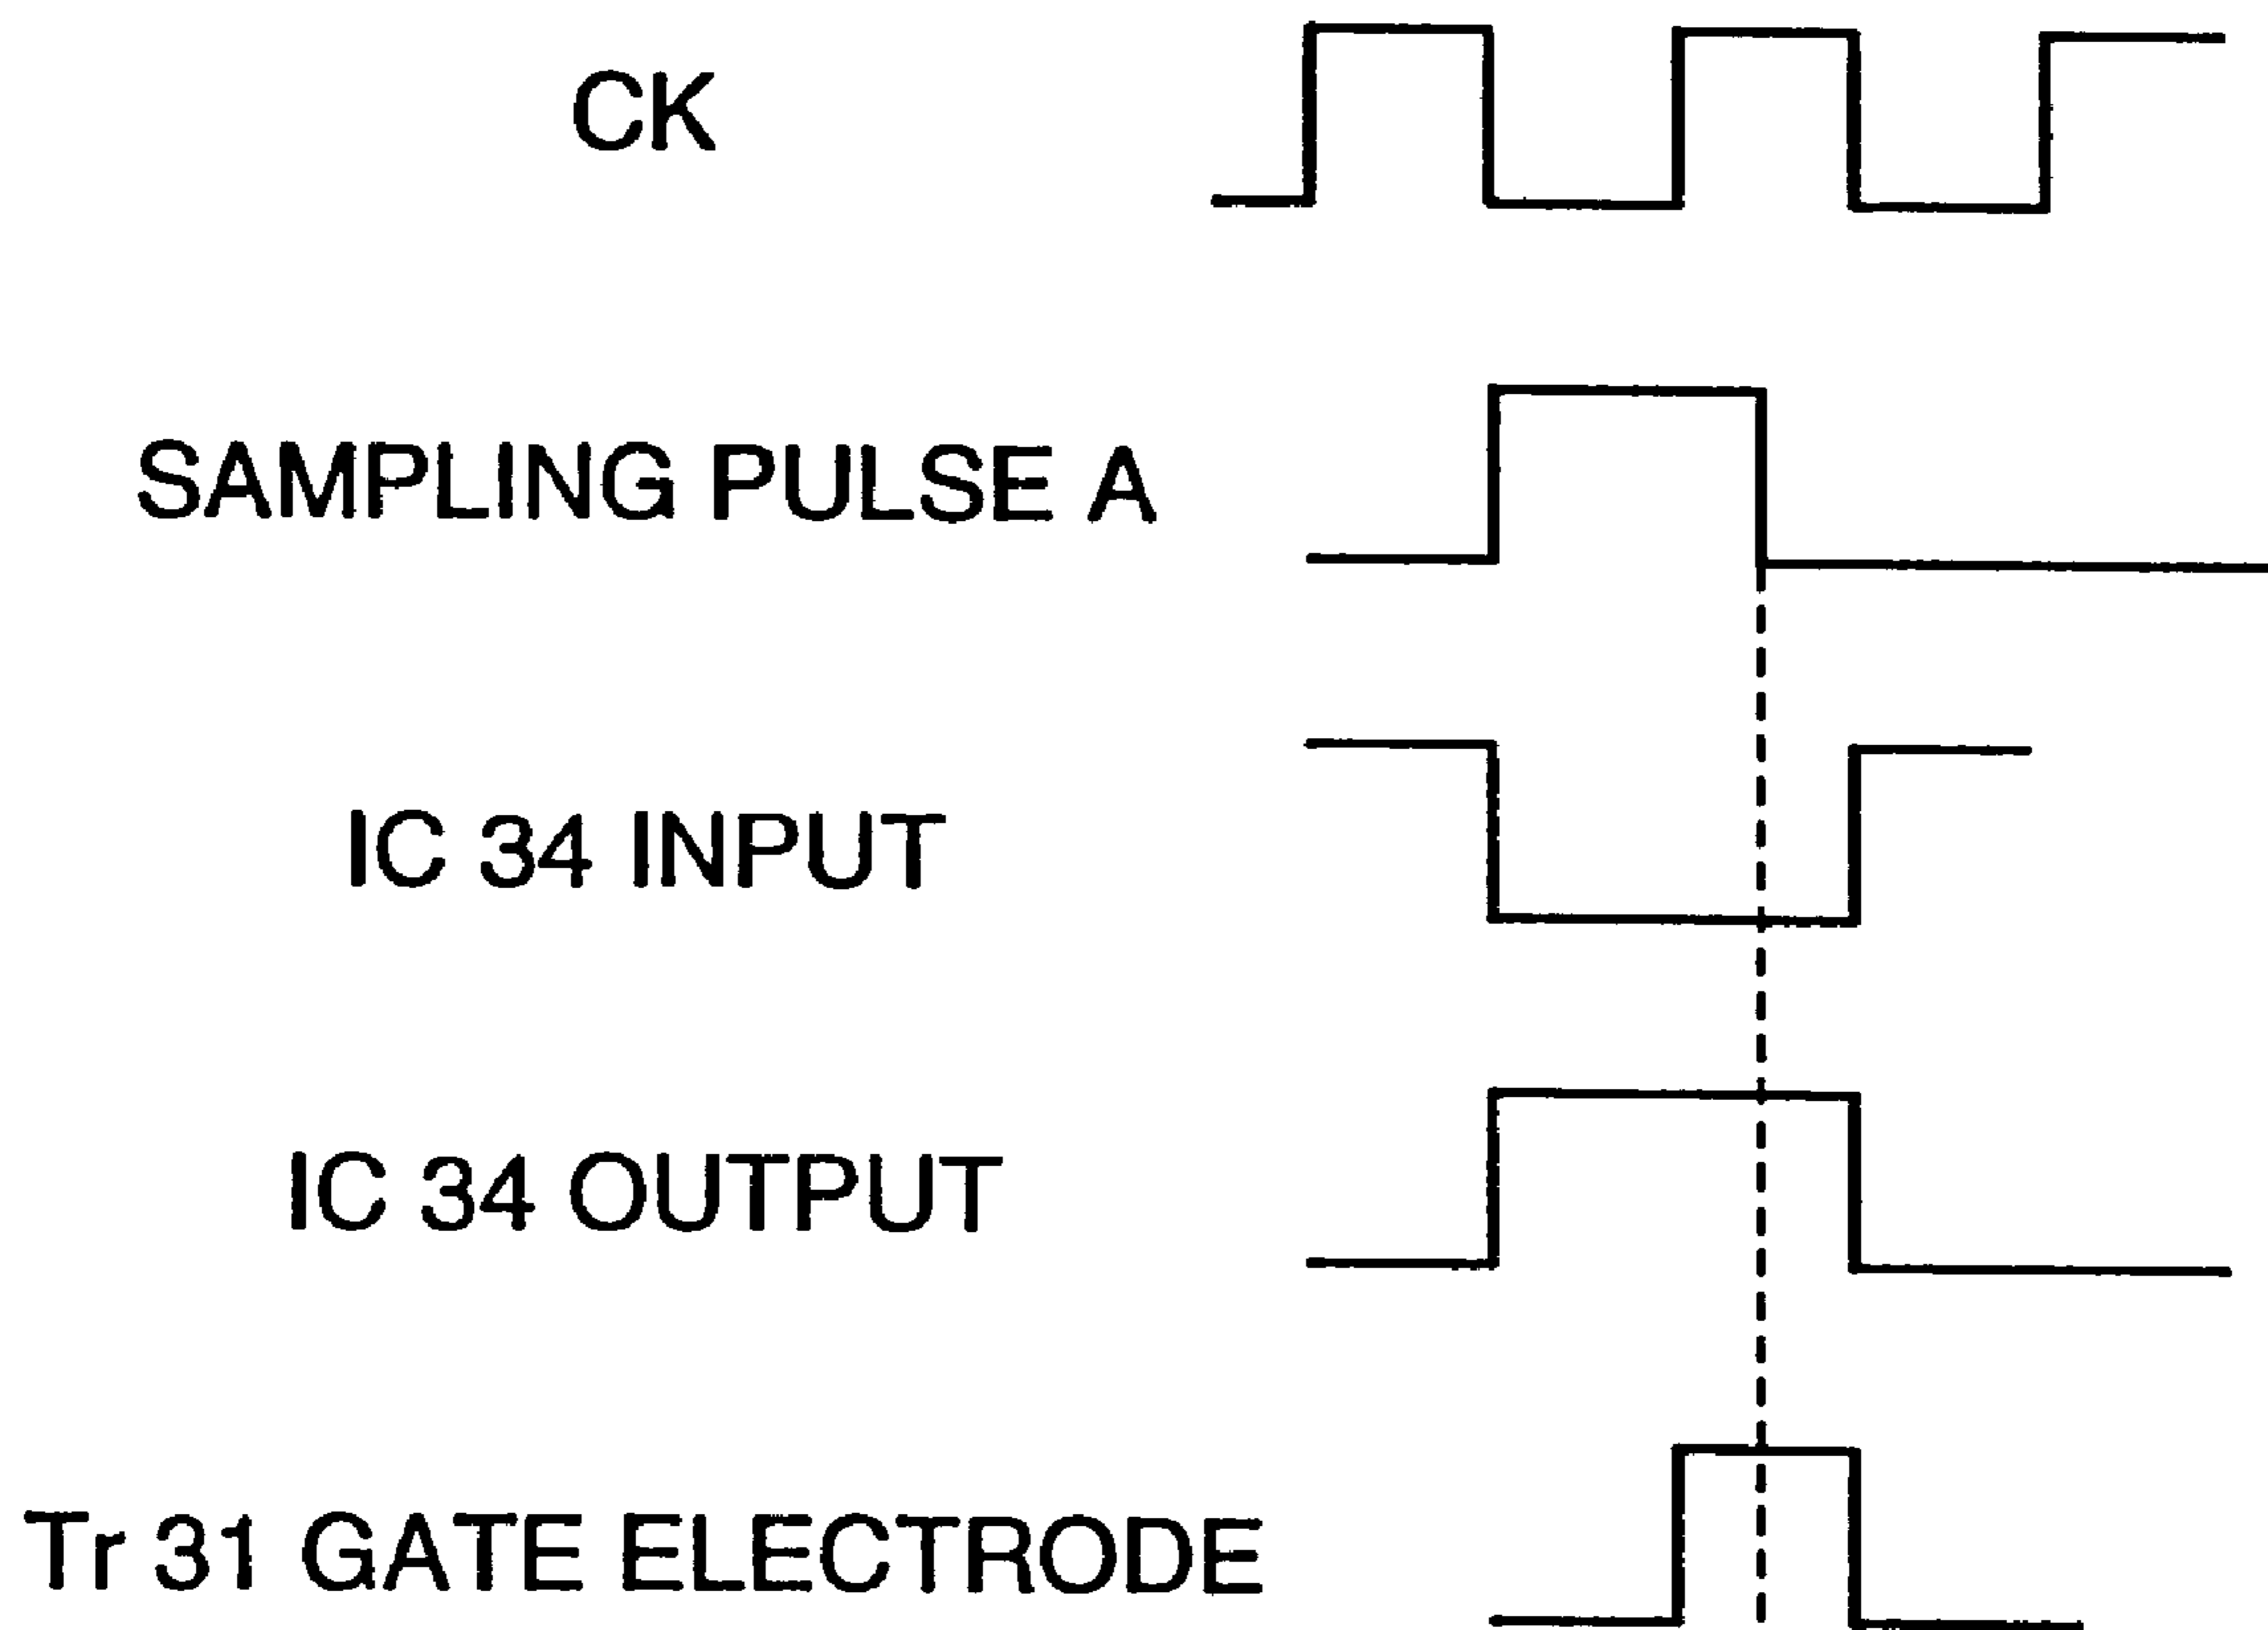 CK
SAMPLING PULSE A
IC 34 INPUT
IC 34 OUTPUT
Tr 31 GATE ELECTRODE